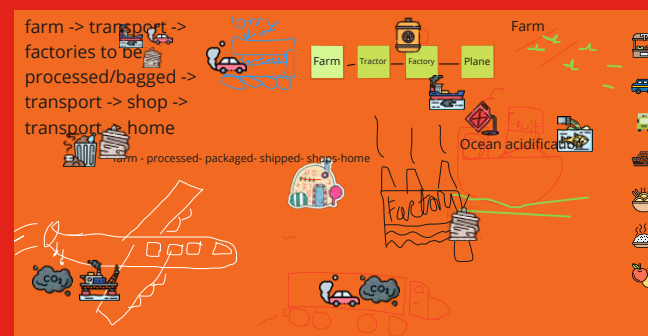 farm -> transport ->
factories to be
processed/bagged ->
transport -> shop ->
transport -> home
farm - processed- packaged- shipped- shops-home
Farm
Tractor
Factory
Plane
Farm
Ocean acidification
Factory
CO₂
CO₂